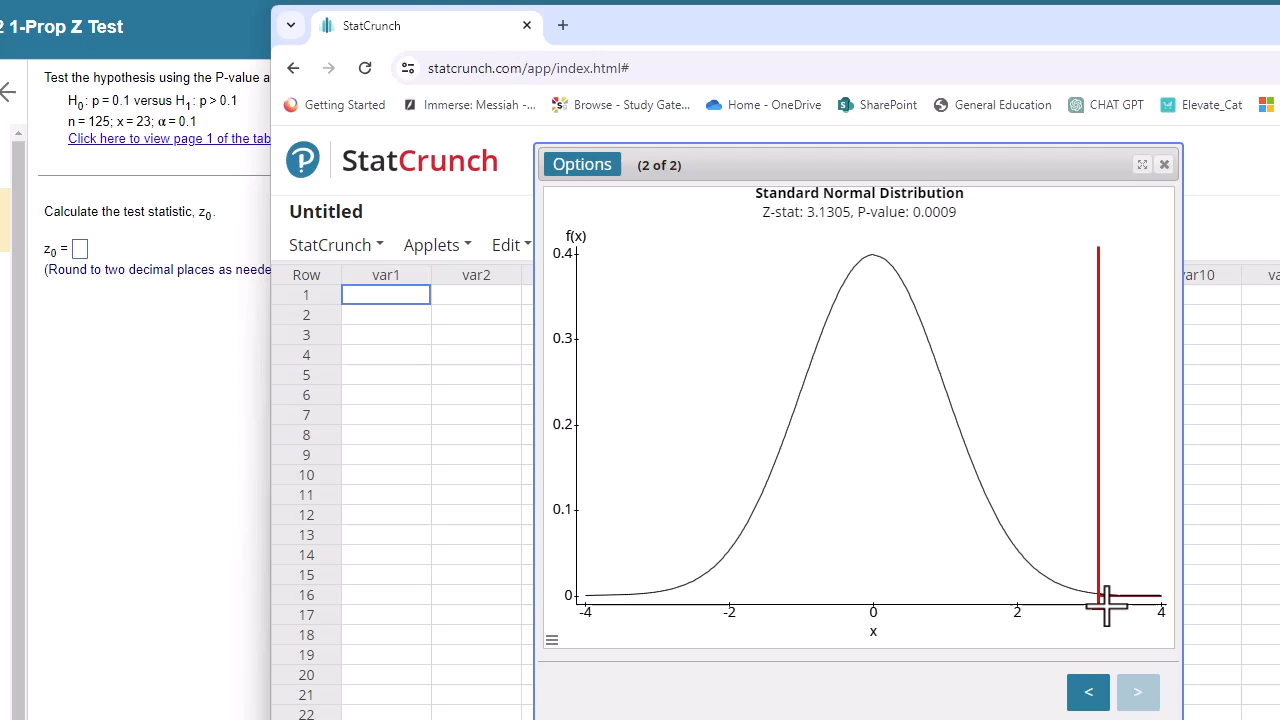 2 1-Prop Z Test
StatCrunch
statcrunch.com/app/index.html#
Getting Started
Immerse: Messiah -...
Browse - Study Gate...
Home - OneDrive
SharePoint
General Education
CHAT GPT
Elevate_Cat
Test the hypothesis using the P-value a
H0: p = 0.1 versus H1: p > 0.1
n = 125; x = 23; α = 0.1
Click here to view page 1 of the tab
Calculate the test statistic, z0.
z0 =
(Round to two decimal places as neede
P
StatCrunch
Untitled
StatCrunch
Applets
Edit
Row
var1
var2
var10
va
1
2
3
4
5
6
7
8
9
10
11
12
13
14
15
16
17
18
19
20
21
22
Options
(2 of 2)
Standard Normal Distribution
Z-stat: 3.1305, P-value: 0.0009
f(x)
0.4
0.3
0.2
0.1
0
-4
-2
0
2
4
x
<
>